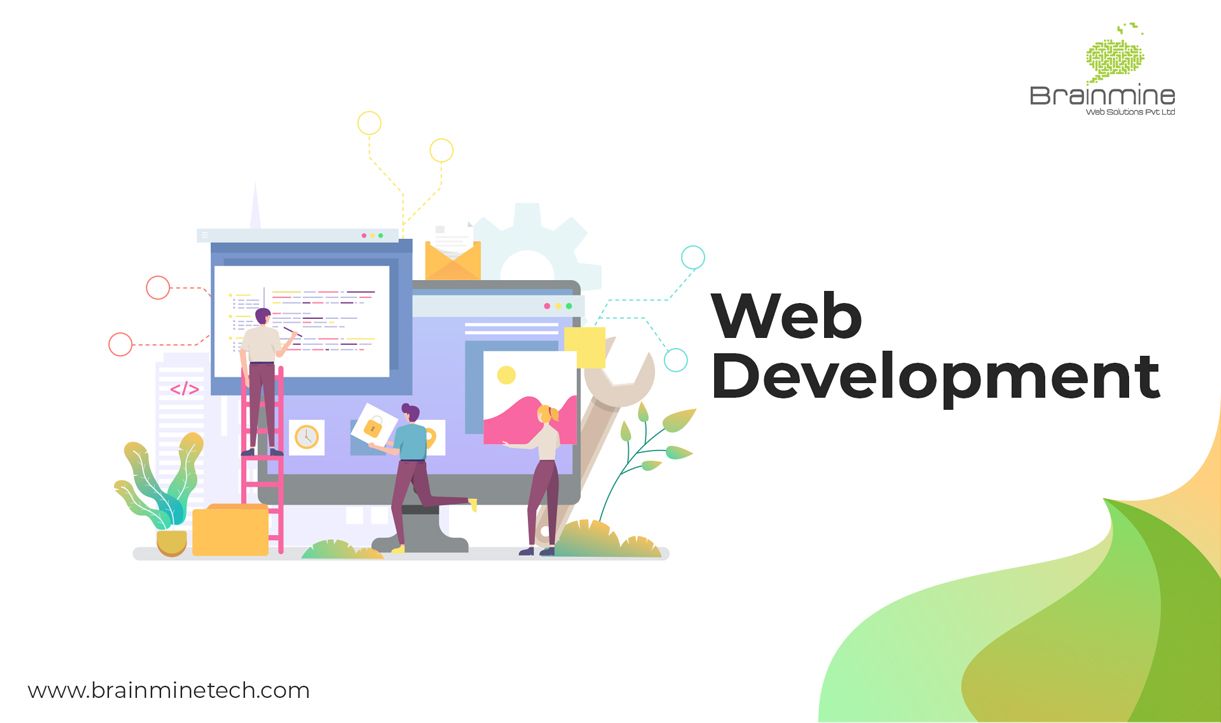 Brainmine
Web Solutions Pvt Ltd
</>
Web
Development
www.brainminetech.com